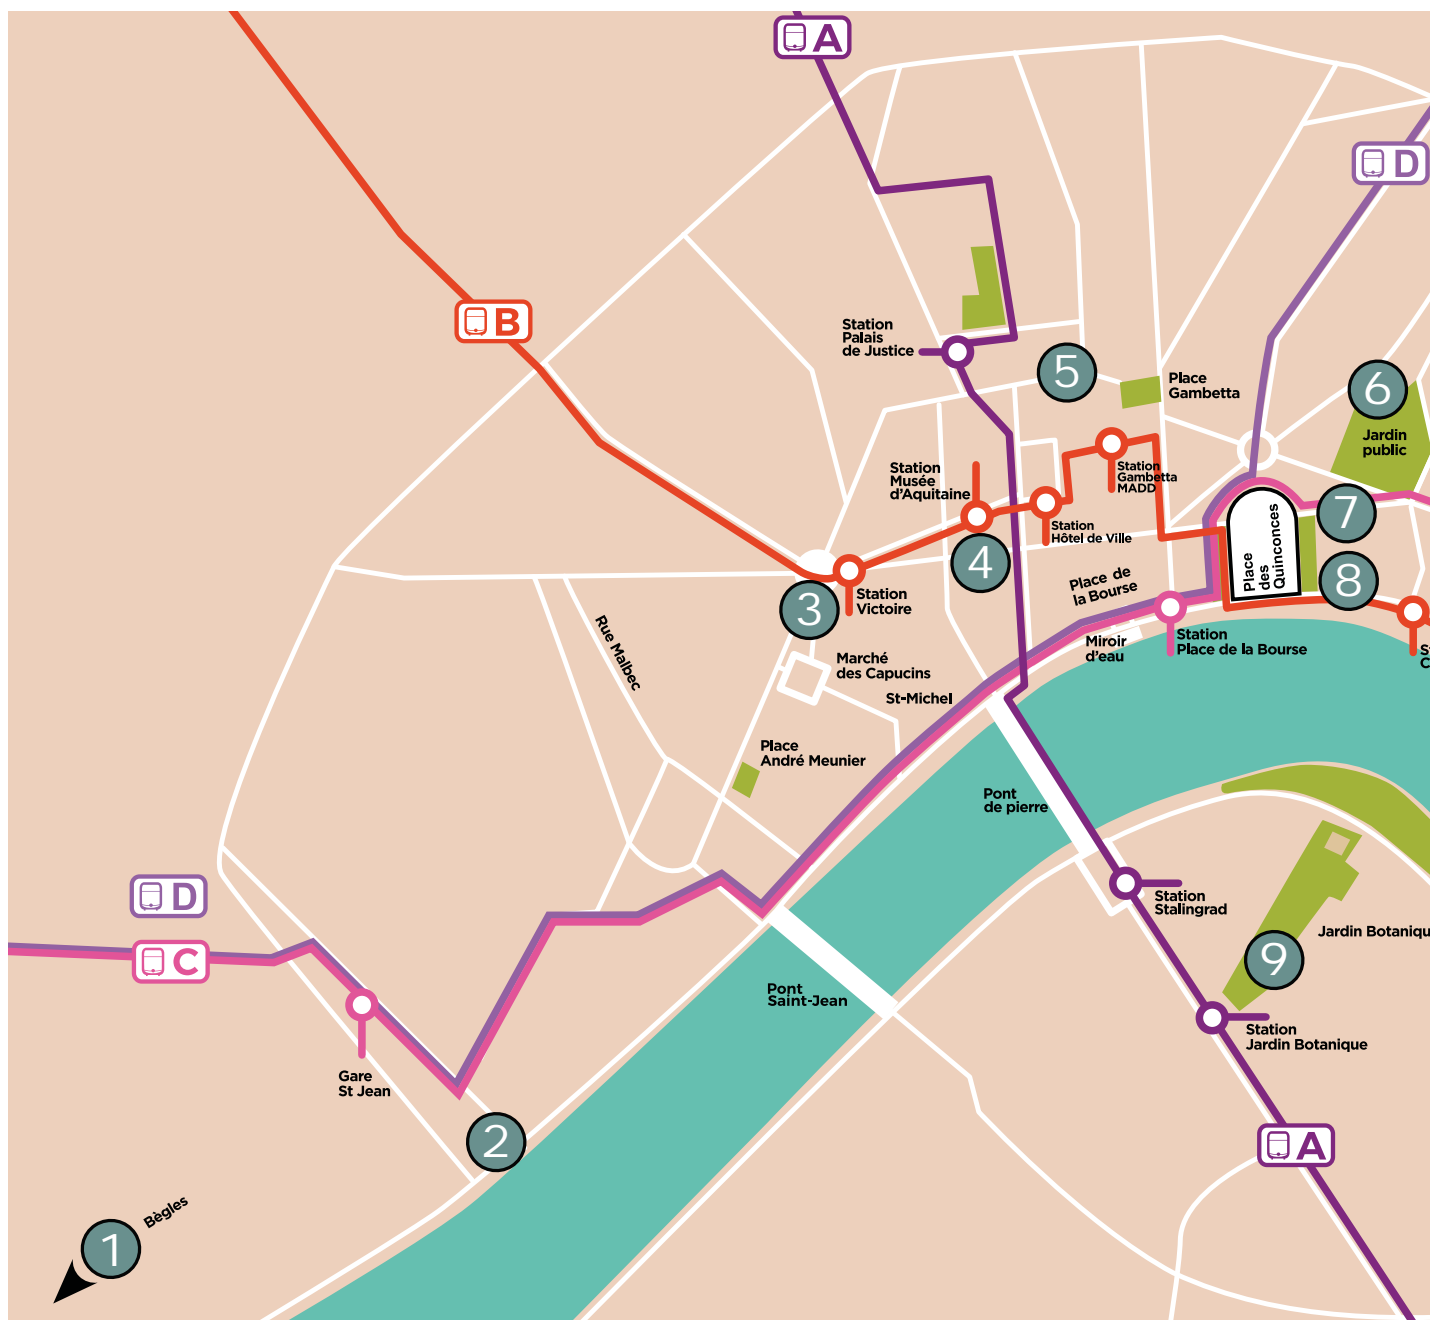 A
D
B
Station
Palais
de Justice
5
Place
Gambetta
6
Jardin
public
Station
Musée
d'Aquitaine
Station
Gambetta
MADD
7
Station
Hôtel de Ville
4
Place
des
Quinconces
8
Place de
la Bourse
3
Station
Victoire
Rue Malbec
Miroir
d'eau
Station
Place de la Bourse
Marché
des Capucins
St-Michel
Place
André Meunier
Pont
de pierre
D
C
Station
Stalingrad
Jardin Botaniqu
9
Pont
Saint-Jean
Station
Jardin Botanique
Gare
St Jean
2
A
Bègles
1